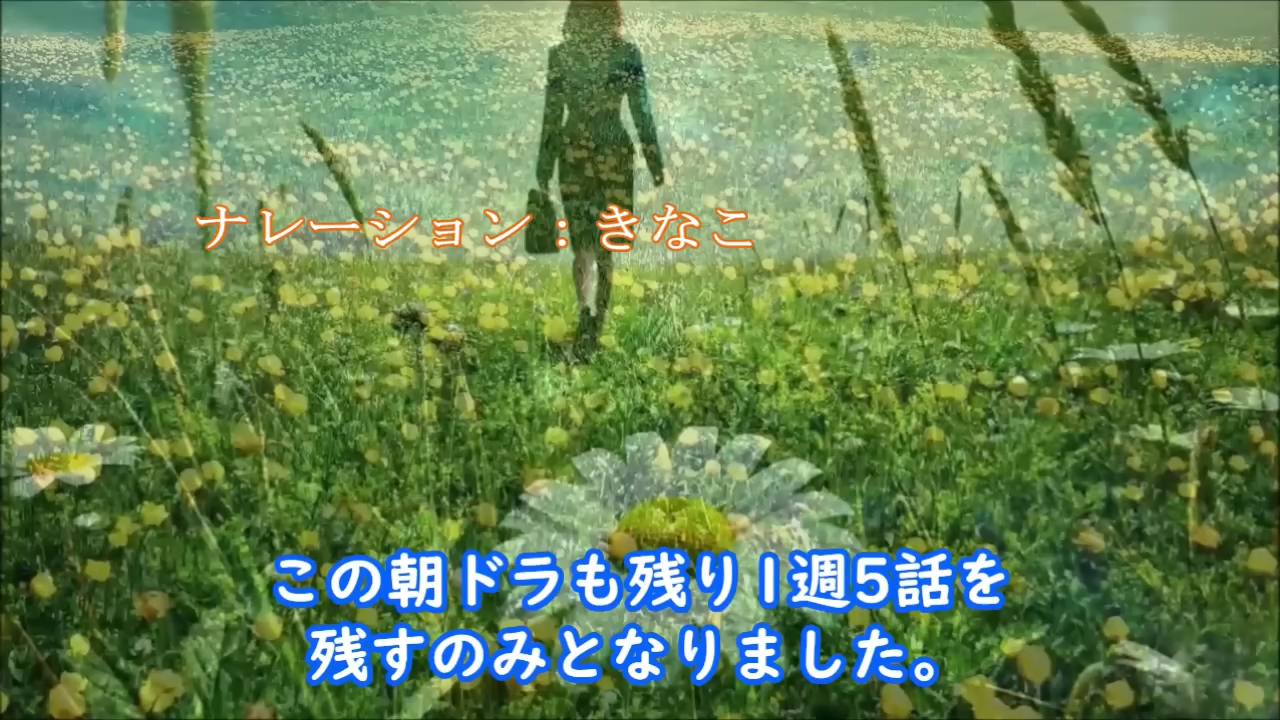 ナレーション：きなこ
この朝ドラも残り1週5話を
残すのみとなりました。